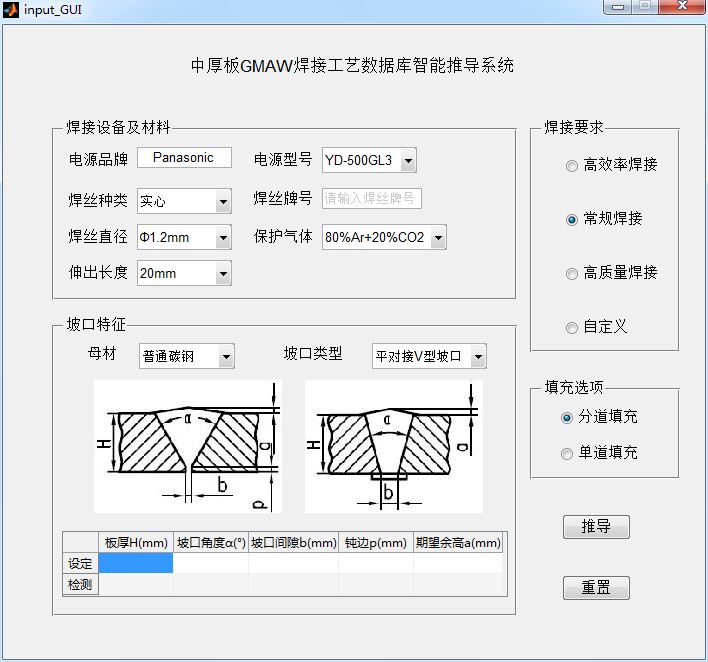 input_GUI
中厚板GMAW焊接工艺数据库智能推导系统
焊接设备及材料
电源品牌 Panasonic 电源型号 YD-500GL3
焊丝种类 实心 焊丝牌号 请输入焊丝牌号
焊丝直径 Φ1.2mm 保护气体 80%Ar+20%CO2
伸出长度 20mm
焊接要求
高效率焊接
常规焊接
高质量焊接
自定义
坡口特征
母材 普通碳钢 坡口类型 平对接V型坡口
H α a b p
H α a b
板厚H(mm) 坡口角度α(°) 坡口间隙b(mm) 钝边p(mm) 期望余高a(mm)
设定
检测
填充选项
分道填充
单道填充
推导
重置